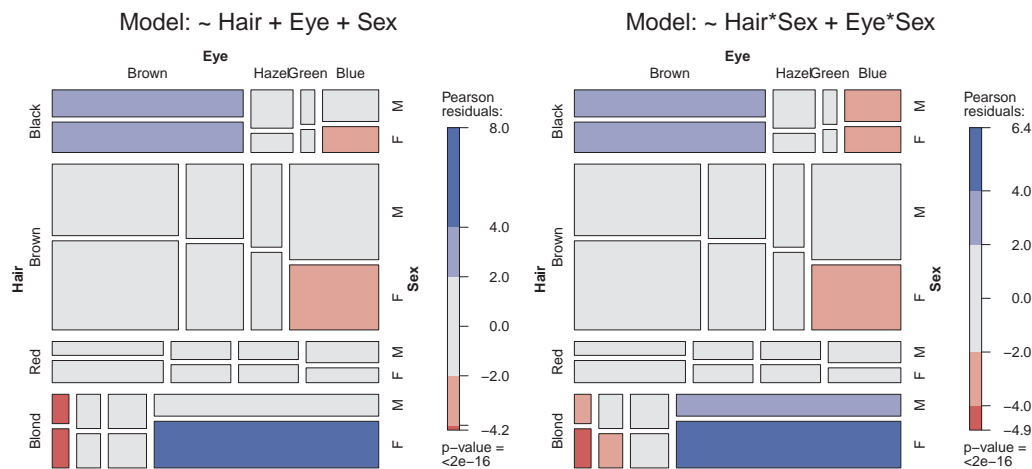 Model: ~ Hair + Eye + Sex
Eye
Brown Hazel Green Blue
Hair
Black
Brown
Red
Blond
Sex
M
F
M
F
M
F
M
F
Pearson
residuals:
8.0
4.0
2.0
0.0
−2.0
−4.2
p−value =
<2e−16
Model: ~ Hair*Sex + Eye*Sex
Eye
Brown Hazel Green Blue
Hair
Black
Brown
Red
Blond
Sex
M
F
M
F
M
F
M
F
Pearson
residuals:
6.4
4.0
2.0
0.0
−2.0
−4.0
−4.9
p−value =
<2e−16